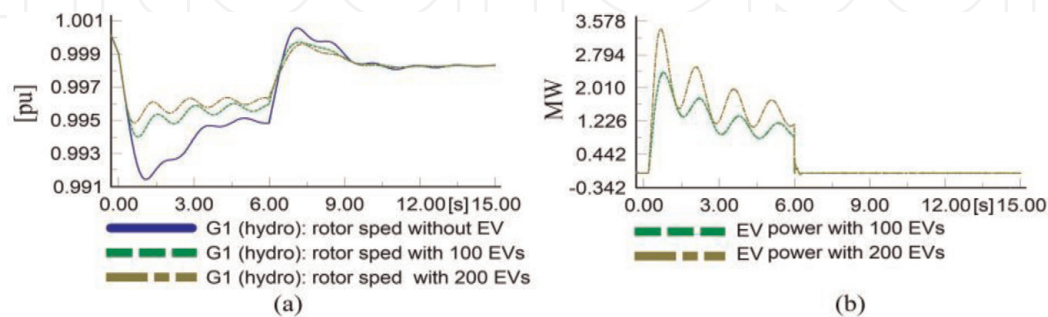 1.001
0.999
0.997
0.995
0.993
0.991
[pu]
0.00 3.00 6.00 9.00 12.00 [s] 15.00
G1 (hydro): rotor sped without EV
G1 (hydro): rotor sped with 100 EVs
G1 (hydro): rotor sped with 200 EVs
(a)
3.578
2.794
2.010
1.226
0.442
-0.342
MW
0.00 3.00 6.00 9.00 12.00 [s] 15.00
EV power with 100 EVs
EV power with 200 EVs
(b)